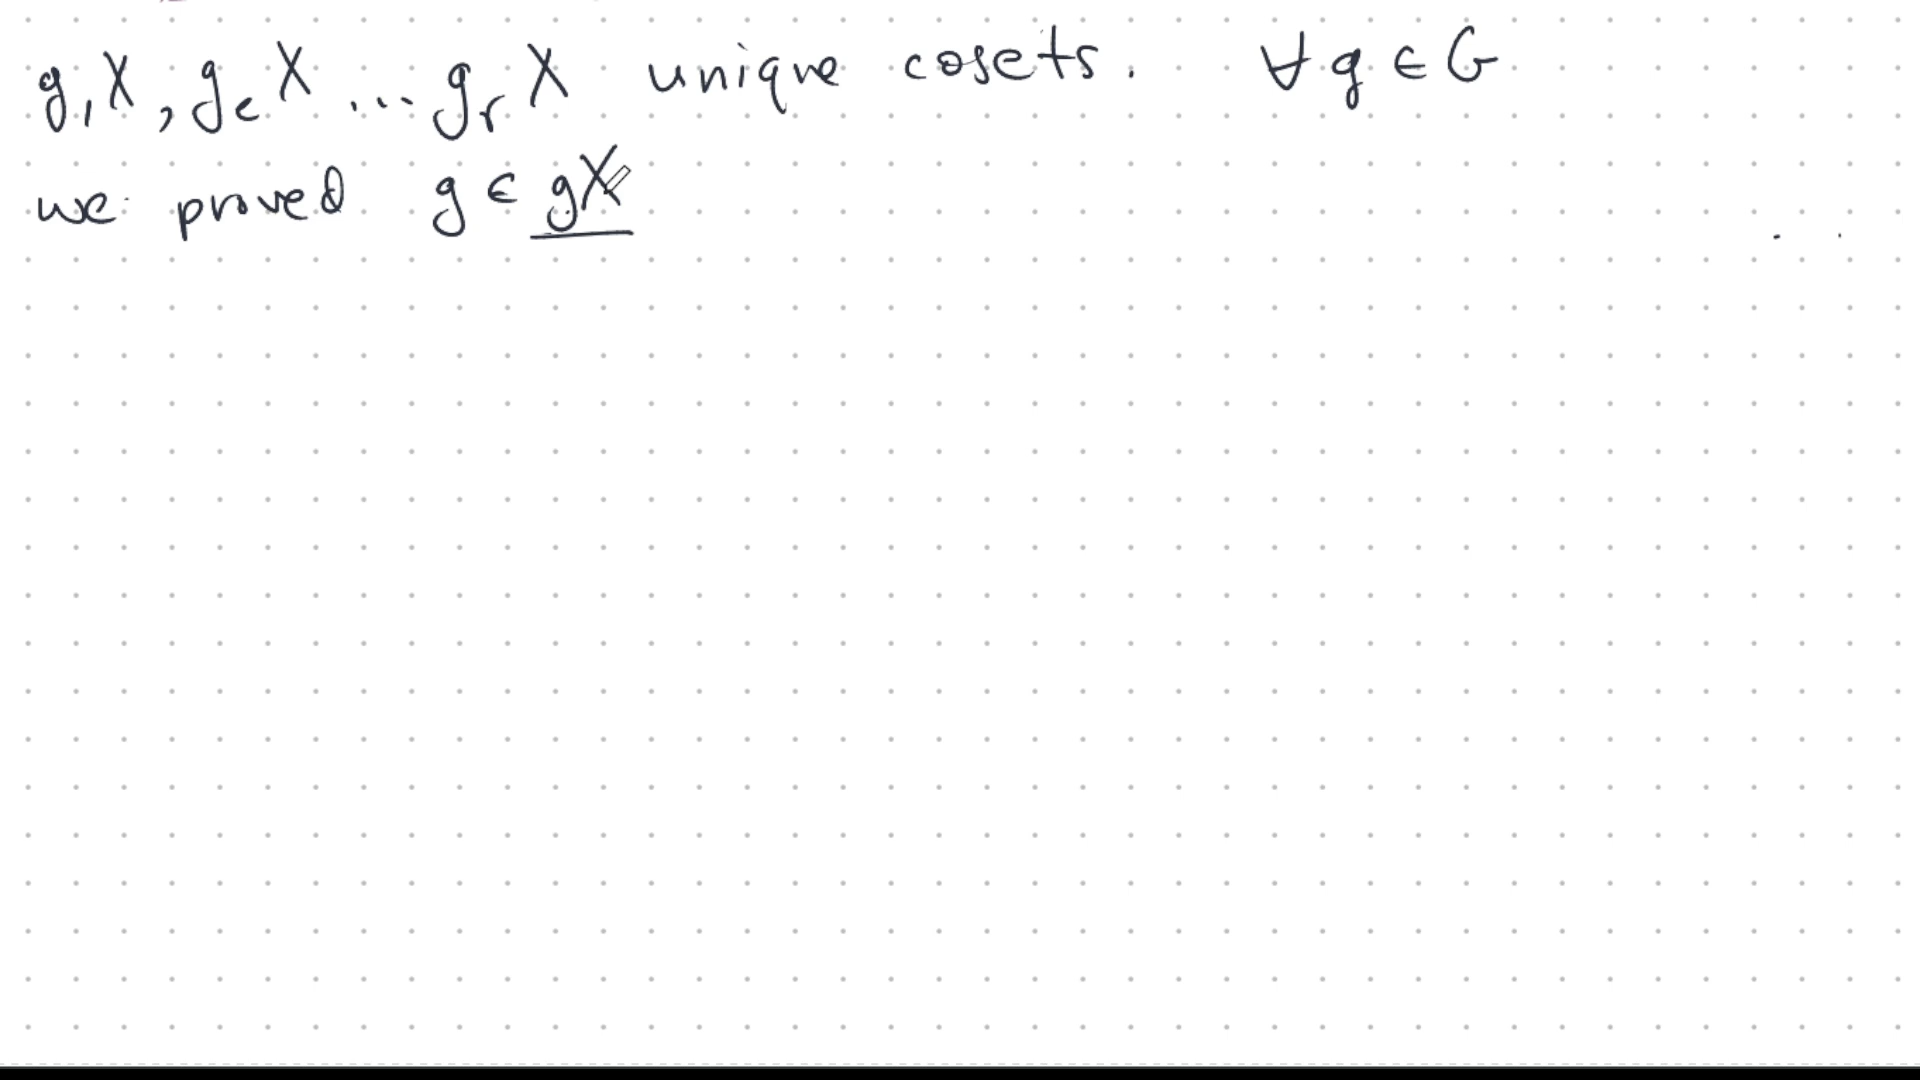 g₁X, g₂X ... gᵣX unique cosets. ∀ g ∈ G
we proved g ∈ gX